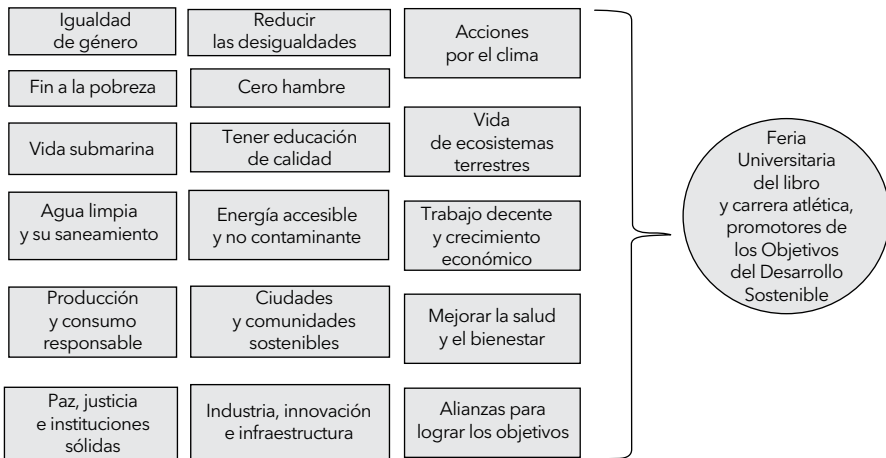 Igualdad
de género
Reducir
las desigualdades
Acciones
por el clima
Fin a la pobreza
Cero hambre
Vida submarina
Tener educación
de calidad
Vida
de ecosistemas
terrestres
Agua limpia
y su saneamiento
Energía accesible
y no contaminante
Trabajo decente
y crecimiento
económico
Producción
y consumo
responsable
Ciudades
y comunidades
sostenibles
Mejorar la salud
y el bienestar
Paz, justicia
e instituciones
sólidas
Industria, innovación
e infraestructura
Alianzas para
lograr los objetivos
Feria
Universitaria
del libro
y carrera atlética,
promotores de
los Objetivos
del Desarrollo
Sostenible